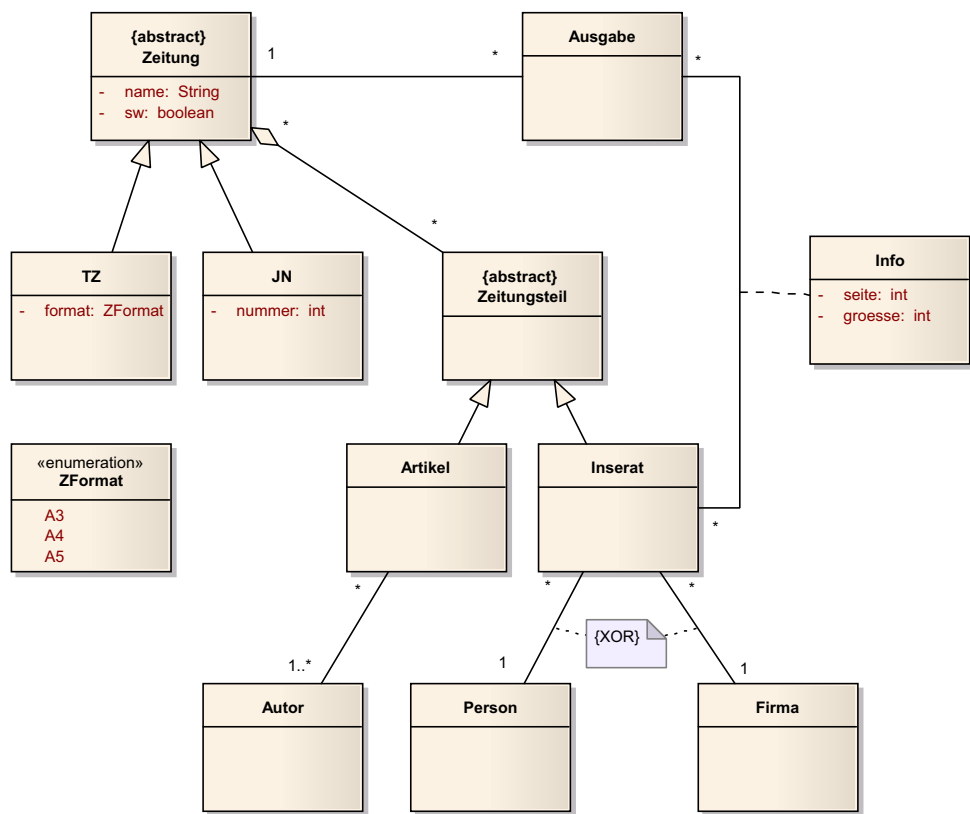 {abstract}
Zeitung
- name: String
- sw: boolean
1
*
Ausgabe
*
*
*
TZ
- format: ZFormat
JN
- nummer: int
{abstract}
Zeitungsteil
Info
- seite: int
- groesse: int
«enumeration»
ZFormat
A3
A4
A5
Artikel
Inserat
*
*
*
*
{XOR}
1..*
1
1
Autor
Person
Firma